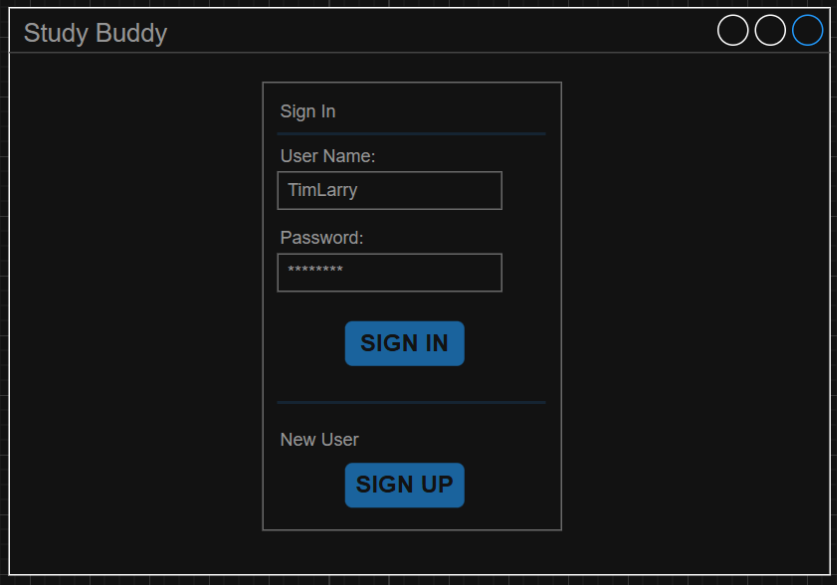 Study Buddy
Sign In
User Name:
TimLarry
Password:
********
SIGN IN
New User
SIGN UP